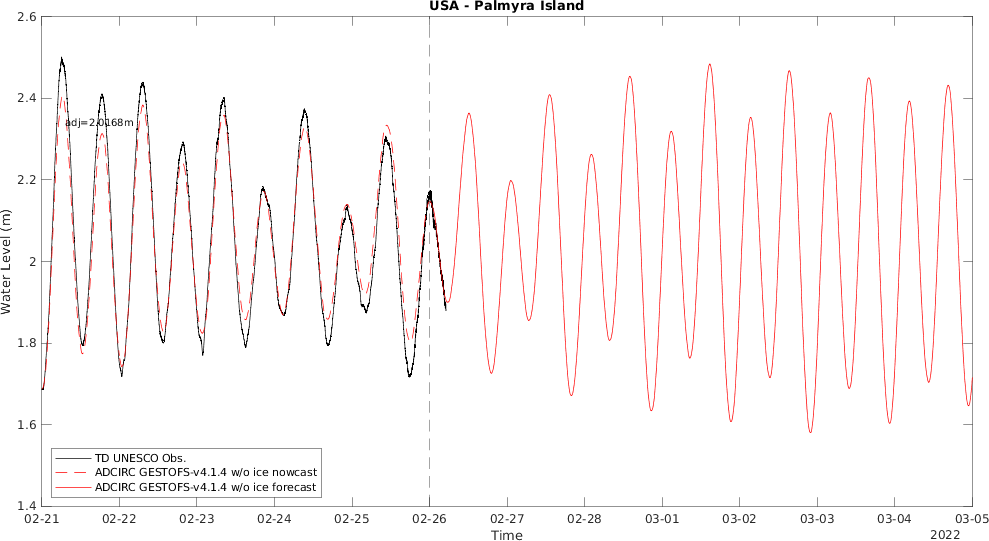 USA - Palmyra Island
2.6
2.4
2.2
2
1.8
1.6
1.4
Water Level (m)
adj=2.0168m
TD UNESCO Obs.
ADCIRC GESTOFS-v4.1.4 w/o ice nowcast
ADCIRC GESTOFS-v4.1.4 w/o ice forecast
02-21 02-22 02-23 02-24 02-25 02-26 02-27 02-28 03-01 03-02 03-03 03-04 03-05
Time
2022